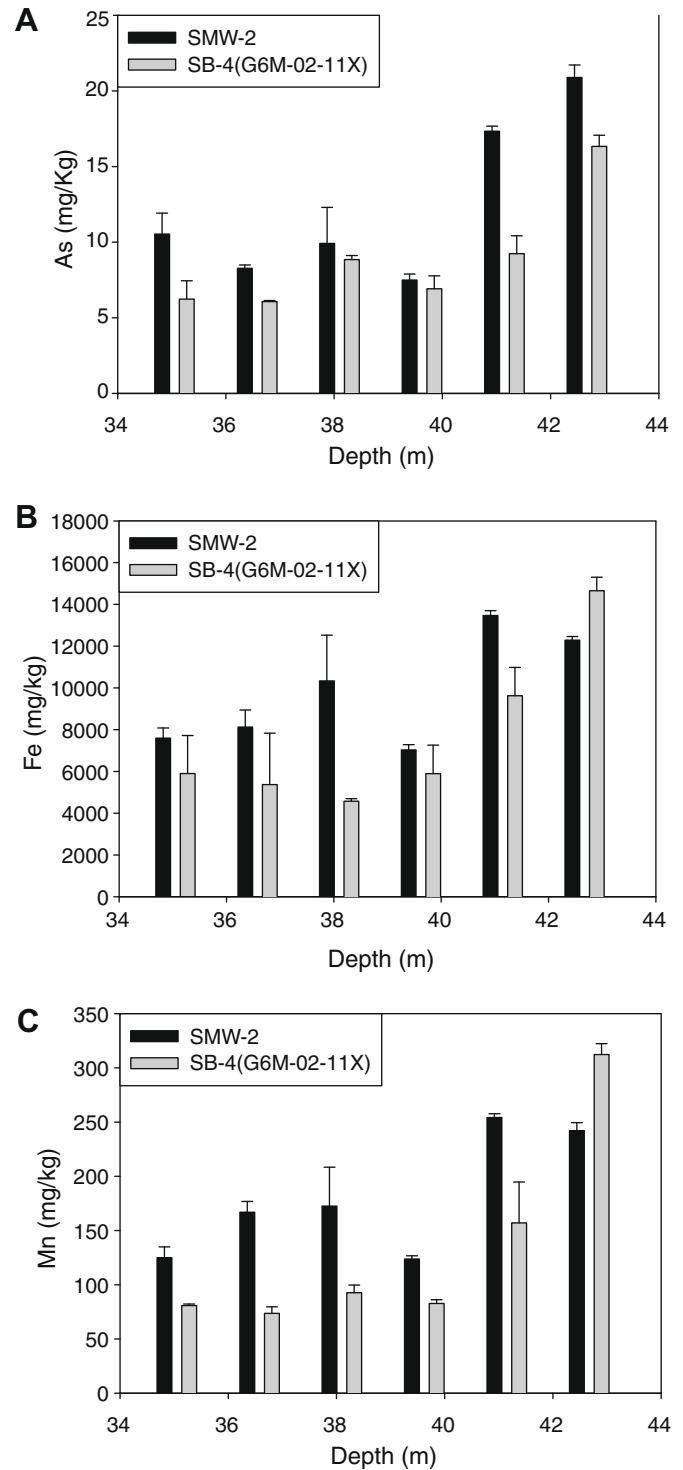 A
25
20
15
10
5
0
As (mg/Kg)
SMW-2
SB-4(G6M-02-11X)
34 36 38 40 42 44
Depth (m)
B
18000
16000
14000
12000
10000
8000
6000
4000
2000
0
Fe (mg/kg)
SMW-2
SB-4(G6M-02-11X)
34 36 38 40 42 44
Depth (m)
C
350
300
250
200
150
100
50
0
Mn (mg/kg)
SMW-2
SB-4(G6M-02-11X)
34 36 38 40 42 44
Depth (m)